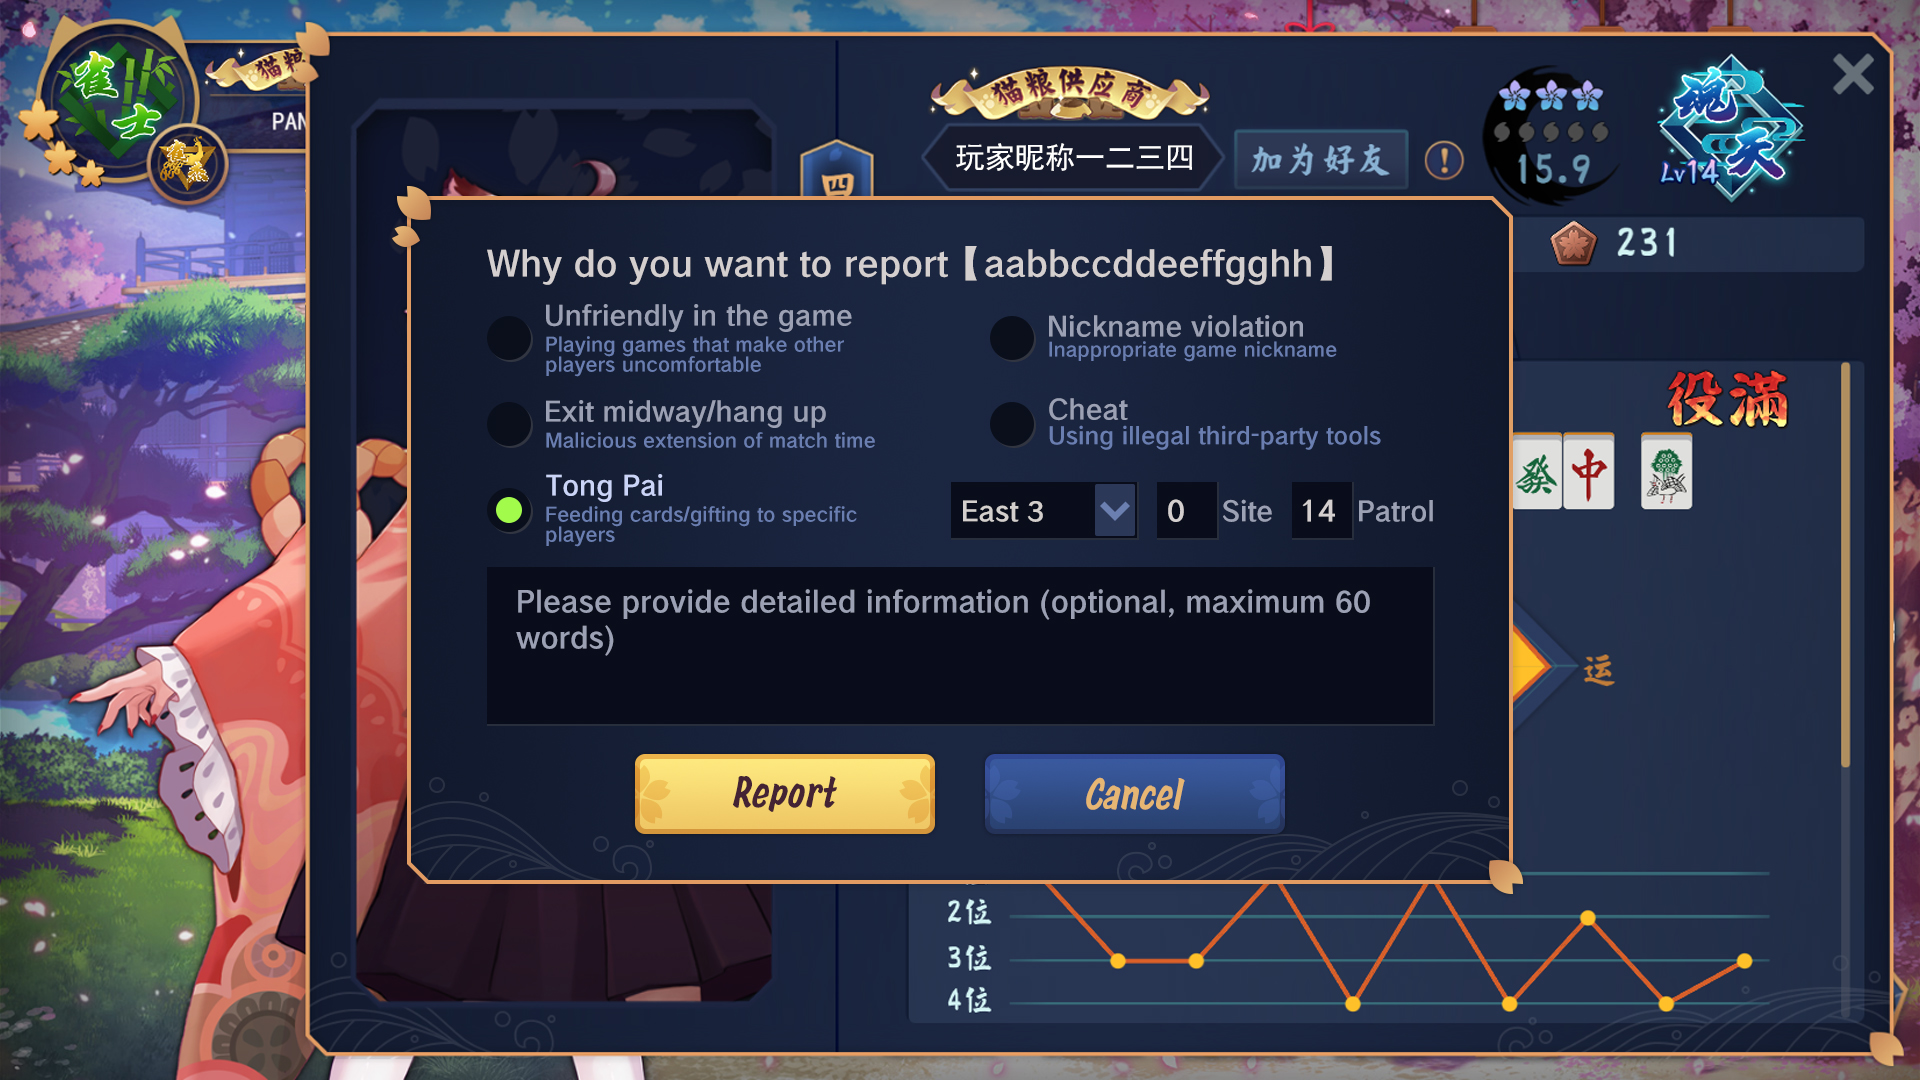 雀士
猫粮
PAN
猫粮供应商
玩家昵称一二三四
加为好友
!
15.9
魂天
Lv14
四
231
Why do you want to report【aabbccddeeffgghh】
Unfriendly in the game
Playing games that make other
players uncomfortable
Nickname violation
Inappropriate game nickname
Exit midway/hang up
Malicious extension of match time
Cheat
Using illegal third-party tools
Tong Pai
Feeding cards/gifting to specific
players
East 3
0 Site
14 Patrol
Please provide detailed information (optional, maximum 60
words)
Report
Cancel
役滿
發 中
运
2位
3位
4位